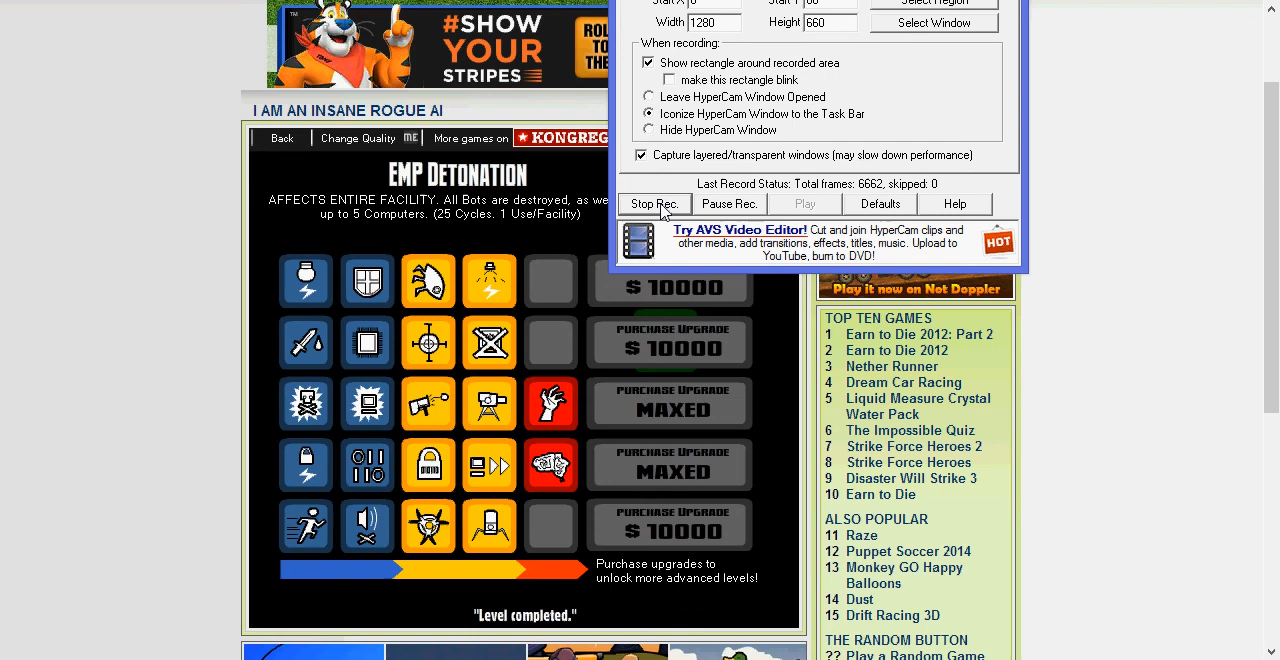 #SHOW
YOUR
STRIPES
TM
TONY
Start X
Width 1280 Height 660
Select Window
When recording:
Show rectangle around recorded area
make this rectangle blink
Leave HyperCam Window Opened
Iconize HyperCam Window to the Task Bar
Hide HyperCam Window
Capture layered/transparent windows (may slow down performance)
Last Record Status: Total frames: 6662, skipped: 0
Stop Rec. Pause Rec. Play Defaults Help
Try AVS Video Editor! Cut and join HyperCam clips and
other media, add transitions, effects, titles, music. Upload to
YouTube, burn to DVD!
HOT
I AM AN INSANE ROGUE AI
Back Change Quality ME More games on KONGREG
EMP DETONATION
AFFECTS ENTIRE FACILITY. All Bots are destroyed, as we
up to 5 Computers. (25 Cycles. 1 Use/Facility)
$ 10000
PURCHASE UPGRADE
$ 10000
PURCHASE UPGRADE
MAXED
PURCHASE UPGRADE
MAXED
PURCHASE UPGRADE
$ 10000
Purchase upgrades to
unlock more advanced levels!
"Level completed."
Play it now on Not Doppler
TOP TEN GAMES
1 Earn to Die 2012: Part 2
2 Earn to Die 2012
3 Nether Runner
4 Dream Car Racing
5 Liquid Measure Crystal
Water Pack
6 The Impossible Quiz
7 Strike Force Heroes 2
8 Strike Force Heroes
9 Disaster Will Strike 3
10 Earn to Die
ALSO POPULAR
11 Raze
12 Puppet Soccer 2014
13 Monkey GO Happy
Balloons
14 Dust
15 Drift Racing 3D
THE RANDOM BUTTON
?? Play a Random Game